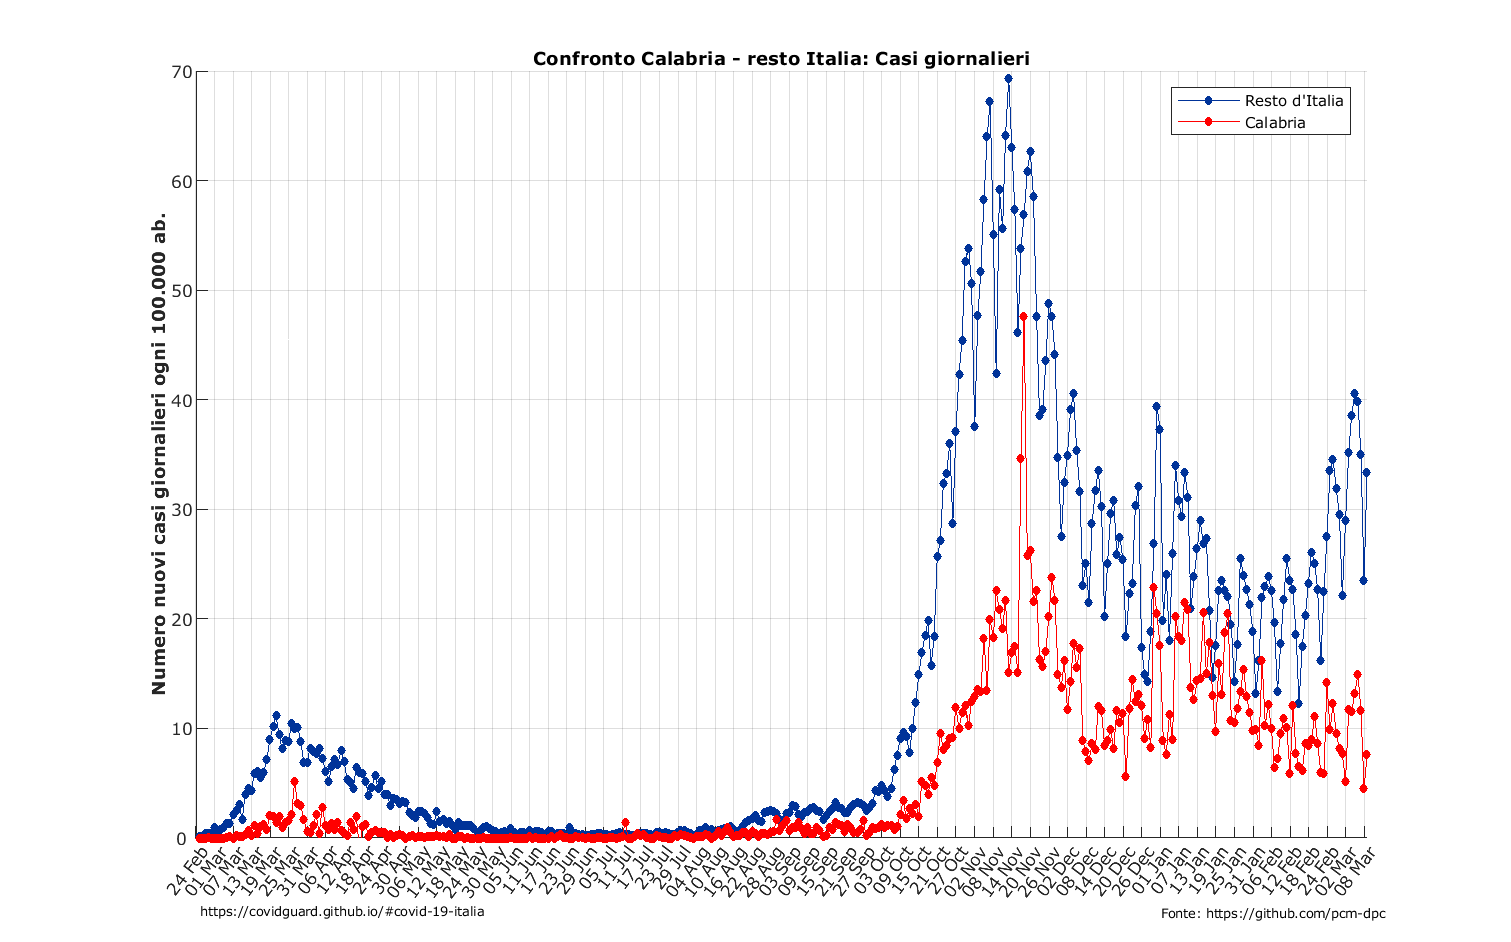 Confronto Calabria - resto Italia: Casi giornalieri
Resto d'Italia
Calabria
Numero nuovi casi giornalieri ogni 100.000 ab.
70
60
50
40
30
20
10
0
24 Feb
01 Mar
07 Mar
13 Mar
19 Mar
25 Mar
31 Mar
06 Apr
12 Apr
18 Apr
24 Apr
30 Apr
06 May
12 May
18 May
24 May
30 May
05 Jun
11 Jun
17 Jun
23 Jun
29 Jun
05 Jul
11 Jul
17 Jul
23 Jul
29 Jul
04 Aug
10 Aug
16 Aug
22 Aug
28 Aug
03 Sep
09 Sep
15 Sep
21 Sep
27 Sep
03 Oct
09 Oct
15 Oct
21 Oct
27 Oct
02 Nov
08 Nov
14 Nov
20 Nov
26 Nov
02 Dec
08 Dec
14 Dec
20 Dec
26 Dec
01 Jan
07 Jan
13 Jan
19 Jan
25 Jan
31 Jan
06 Feb
12 Feb
18 Feb
24 Feb
02 Mar
08 Mar
https://covidguard.github.io/#covid-19-italia
Fonte: https://github.com/pcm-dpc